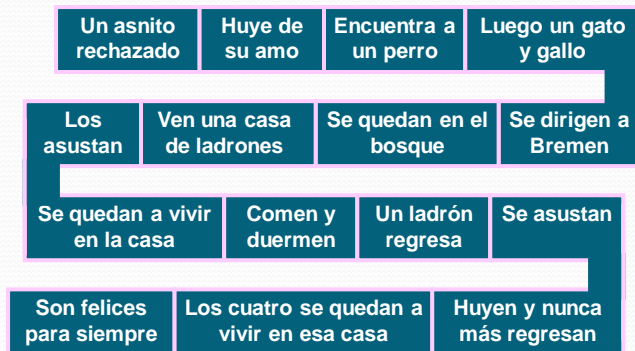 Un asnito
rechazado
Huye de
su amo
Encuentra a
un perro
Luego un gato
y gallo
Se dirigen a
Bremen
Se quedan en el
bosque
Ven una casa
de ladrones
Los
asustan
Se quedan a vivir
en la casa
Comen y
duermen
Un ladrón
regresa
Se asustan
Huyen y nunca
más regresan
Los cuatro se quedan a
vivir en esa casa
Son felices
para siempre